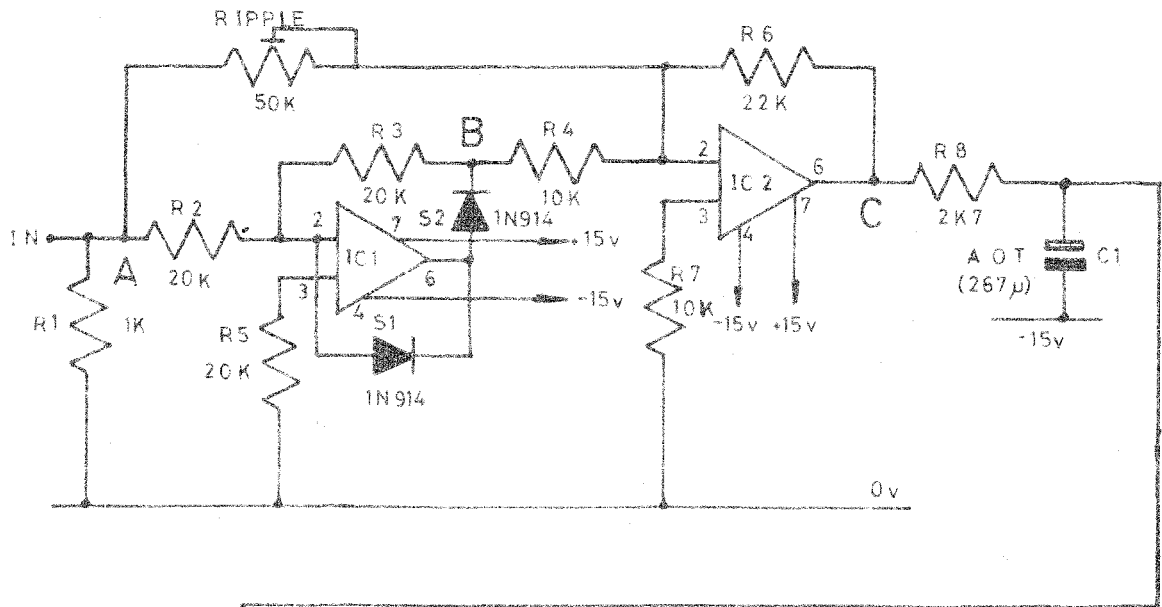 RIPPLE
50K
R6
22K
R3
20K
B
R4
10K
R2
20K
IN
A
R1
1K
2
3
7
4
6
IC1
S2
1N914
+15v
-15v
S1
1N914
R5
20K
2
3
6
7
4
IC2
R7
10K
-15v
+15v
C
R8
2K7
AOT
(267µ)
C1
-15v
0v